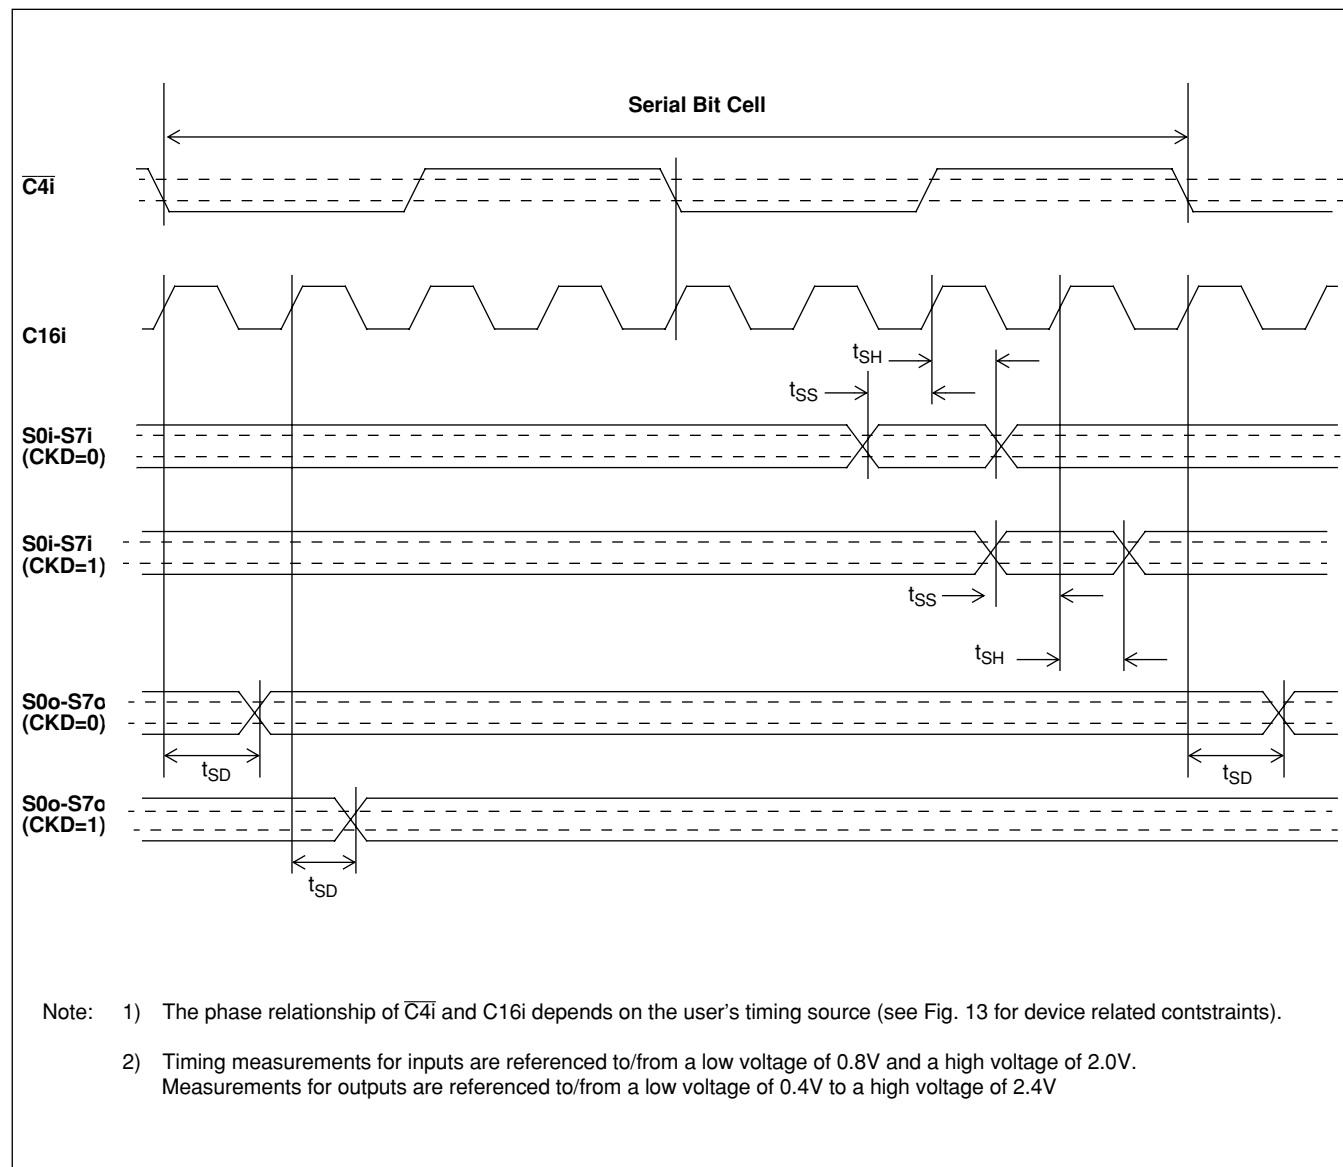 Serial Bit Cell
C4i
C16i
tSH
tSS
S0i-S7i
(CKD=0)
S0i-S7i
(CKD=1)
tSS
tSH
S0o-S7o
(CKD=0)
tSD
tSD
S0o-S7o
(CKD=1)
tSD
Note: 1) The phase relationship of C4i and C16i depends on the user's timing source (see Fig. 13 for device related contstraints).
2) Timing measurements for inputs are referenced to/from a low voltage of 0.8V and a high voltage of 2.0V.
Measurements for outputs are referenced to/from a low voltage of 0.4V to a high voltage of 2.4V